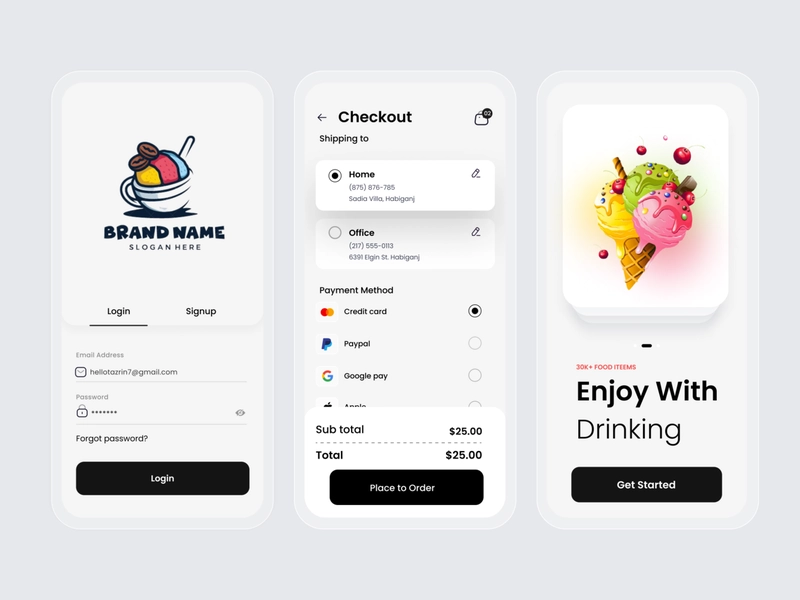 BRAND NAME
SLOGAN HERE
Login
Signup
Email Address
hellotazrin7@gmail.com
Password
Forgot password?
Login
Checkout
02
Shipping to
Home
(875) 876-785
Sadia Villa, Habiganj
Office
(217) 555-0113
6391 Elgin St. Habiganj
Payment Method
Credit card
Paypal
Google pay
Apple
Sub total
$25.00
Total
$25.00
Place to Order
30K+ FOOD ITEEMS
Enjoy With
Drinking
Get Started